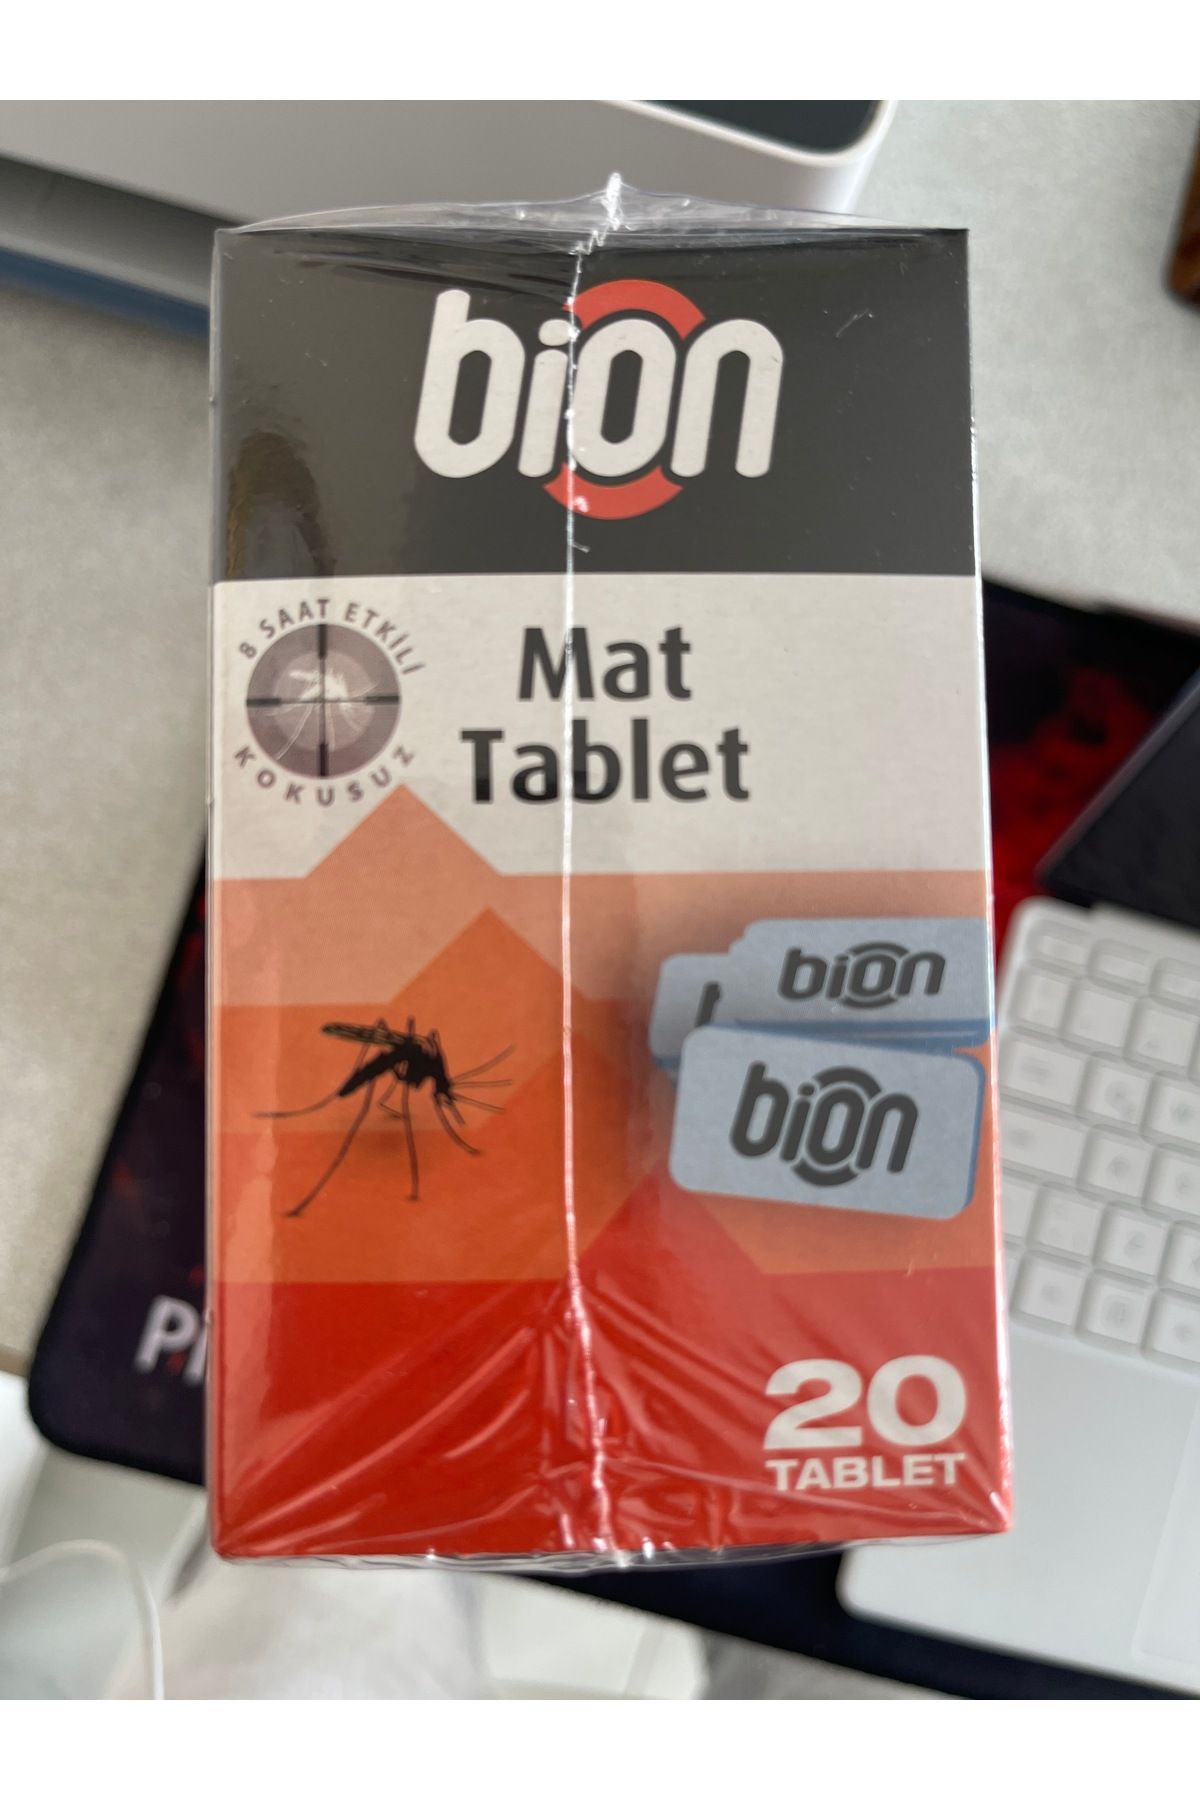 bion
8 SAAT ETKİLİ
KOKUSUZ
Mat
Tablet
bion
bion
20
TABLET